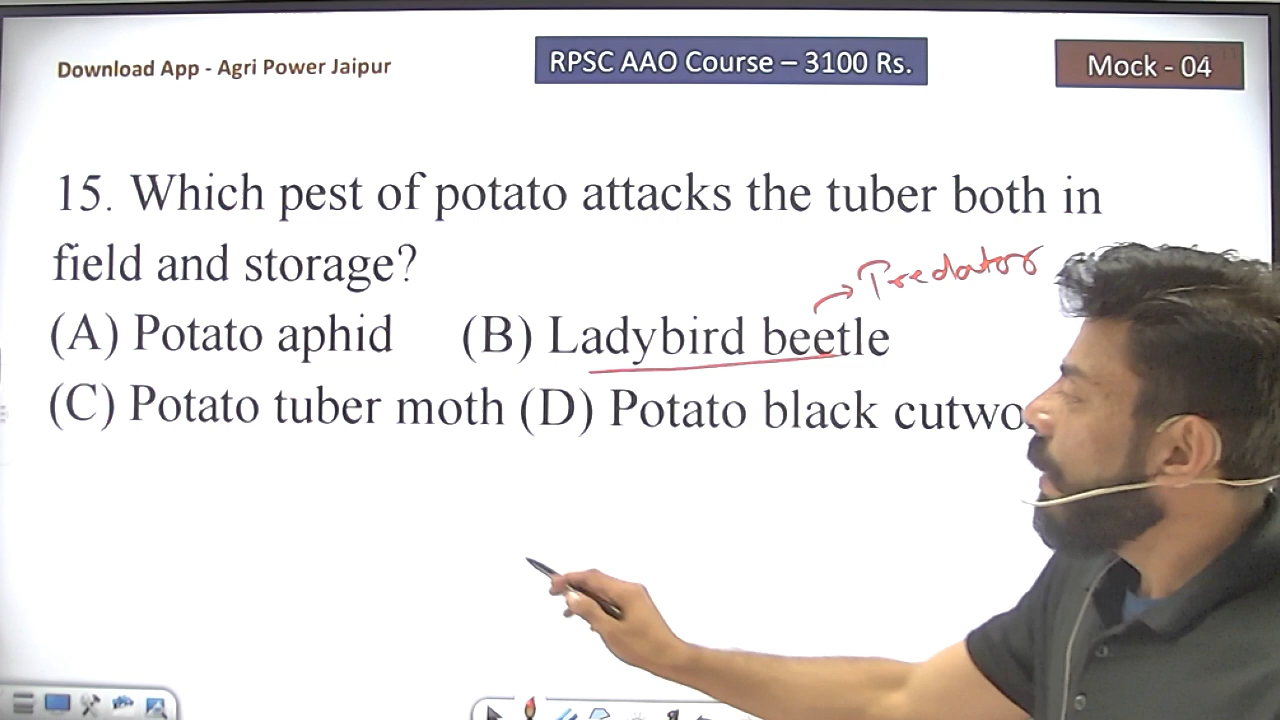 Download App - Agri Power Jaipur
RPSC AAO Course – 3100 Rs.
Mock - 04
15. Which pest of potato attacks the tuber both in
field and storage?
Predator
(A) Potato aphid (B) Ladybird beetle
(C) Potato tuber moth (D) Potato black cutwo